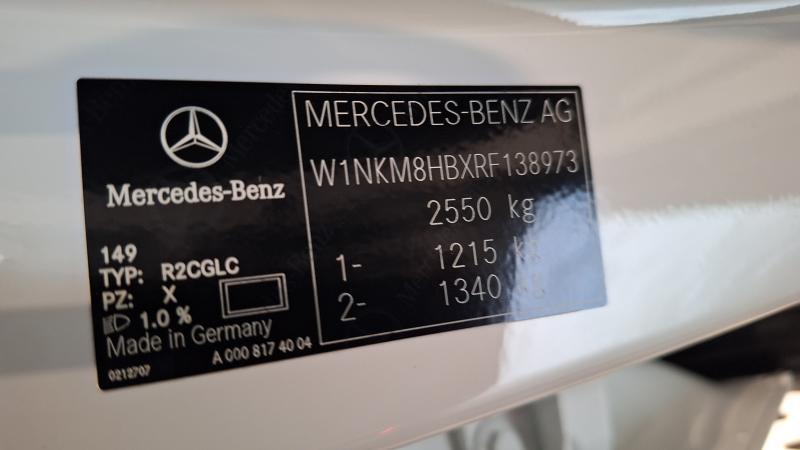 Mercedes-Benz
149
TYP: R2CGLC
PZ: X
1.0 %
Made in Germany
A 000 817 40 04
0212707
MERCEDES-BENZ AG
W1NKM8HBXRF138973
2550 kg
1- 1215 kg
2- 1340